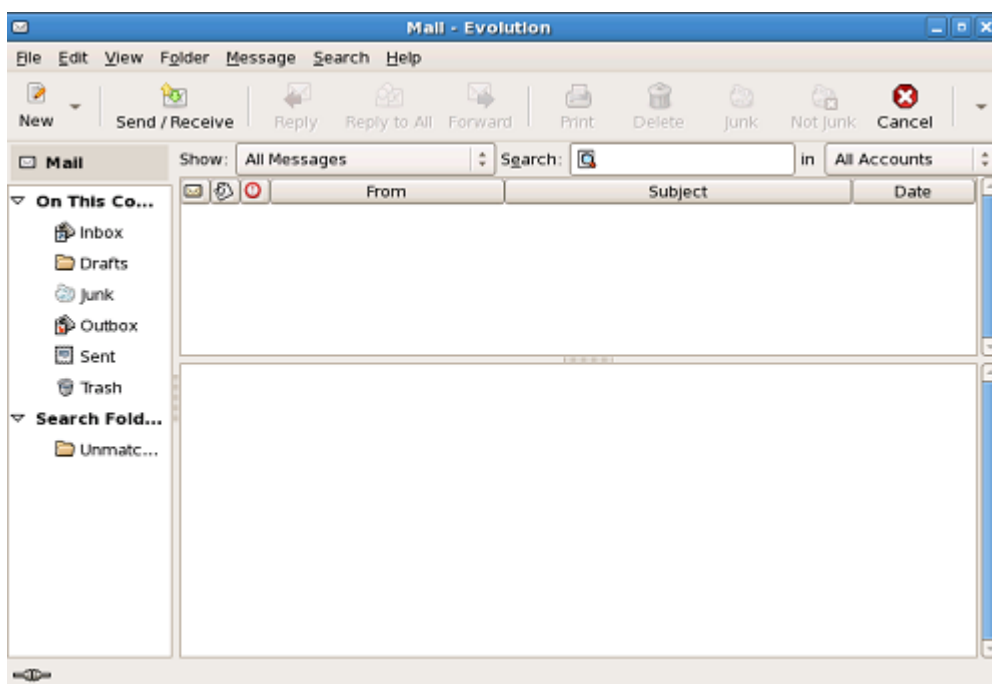 Mail - Evolution
File Edit View Folder Message Search Help
New Send / Receive Reply Reply to All Forward Print Delete Junk Not Junk Cancel
Mail Show: All Messages Search: in All Accounts
From Subject Date
On This Co...
Inbox
Drafts
Junk
Outbox
Sent
Trash
Search Fold...
Unmatc...